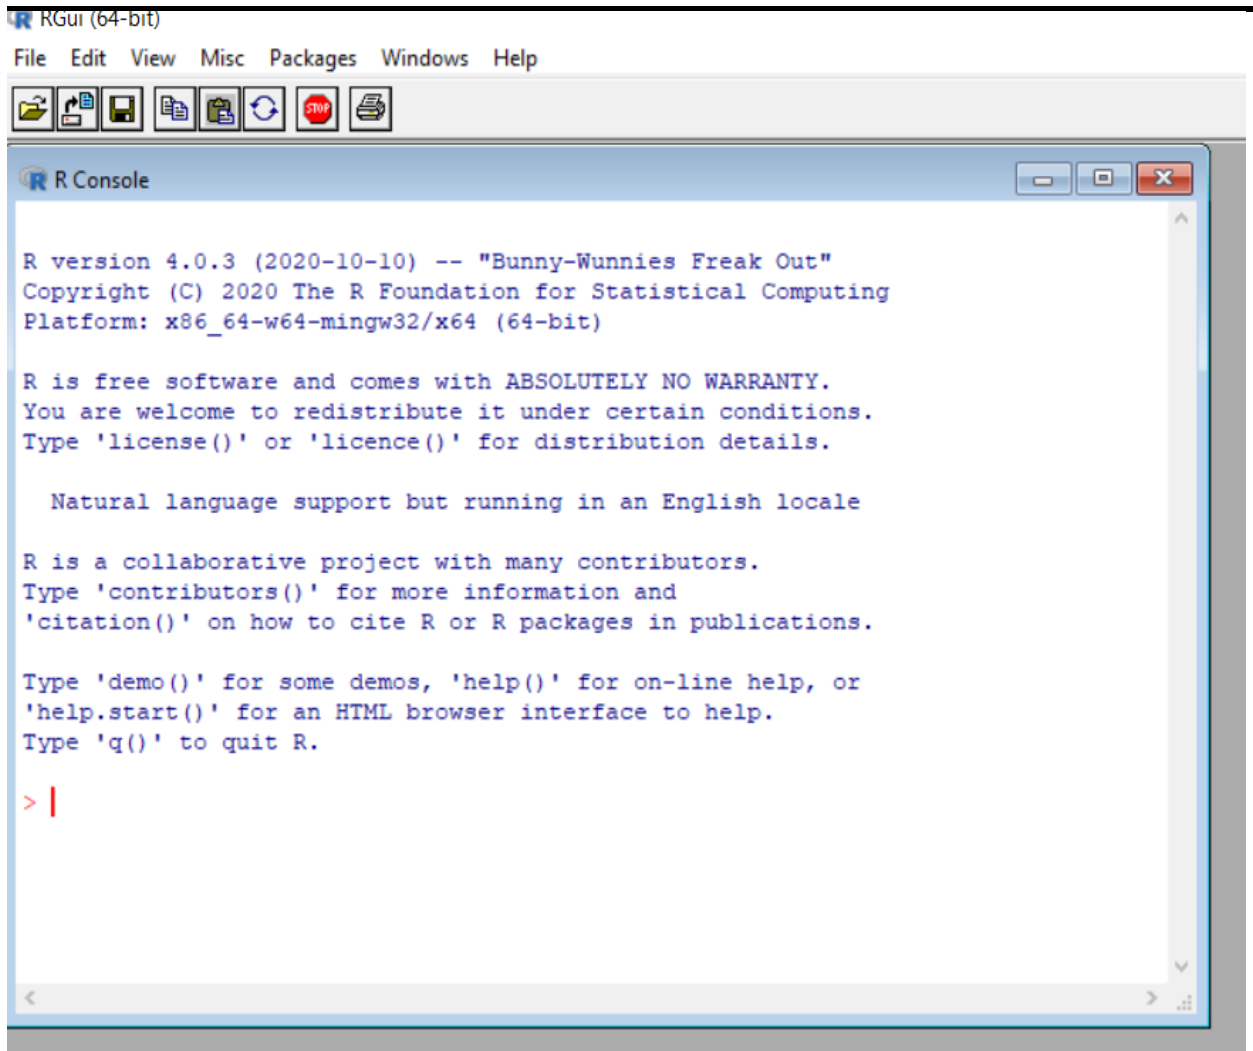 RGui (64-bit)
File Edit View Misc Packages Windows Help
STOP
R Console
R version 4.0.3 (2020-10-10) -- "Bunny-Wunnies Freak Out"
Copyright (C) 2020 The R Foundation for Statistical Computing
Platform: x86_64-w64-mingw32/x64 (64-bit)
R is free software and comes with ABSOLUTELY NO WARRANTY.
You are welcome to redistribute it under certain conditions.
Type 'license()' or 'licence()' for distribution details.
Natural language support but running in an English locale
R is a collaborative project with many contributors.
Type 'contributors()' for more information and
'citation()' on how to cite R or R packages in publications.
Type 'demo()' for some demos, 'help()' for on-line help, or
'help.start()' for an HTML browser interface to help.
Type 'q()' to quit R.
>